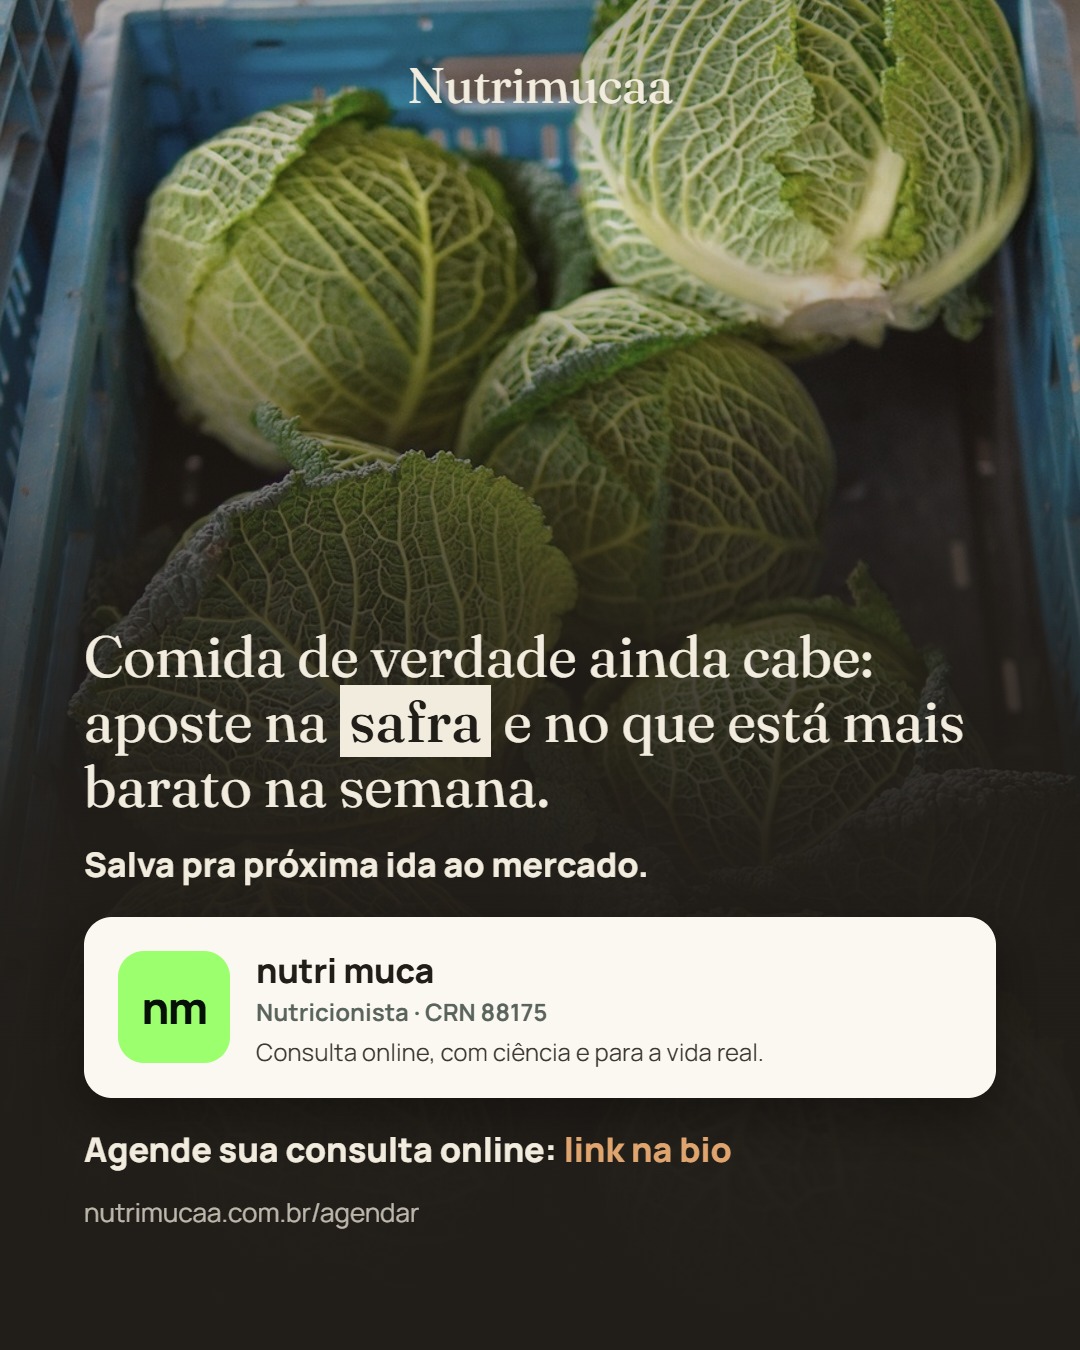 Nutrimucaa
Comida de verdade ainda cabe:
aposte na safra e no que está mais
barato na semana.
Salva pra próxima ida ao mercado.
nm
nutri muca
Nutricionista · CRN 88175
Consulta online, com ciência e para a vida real.
Agende sua consulta online: link na bio
nutrimucaa.com.br/agendar